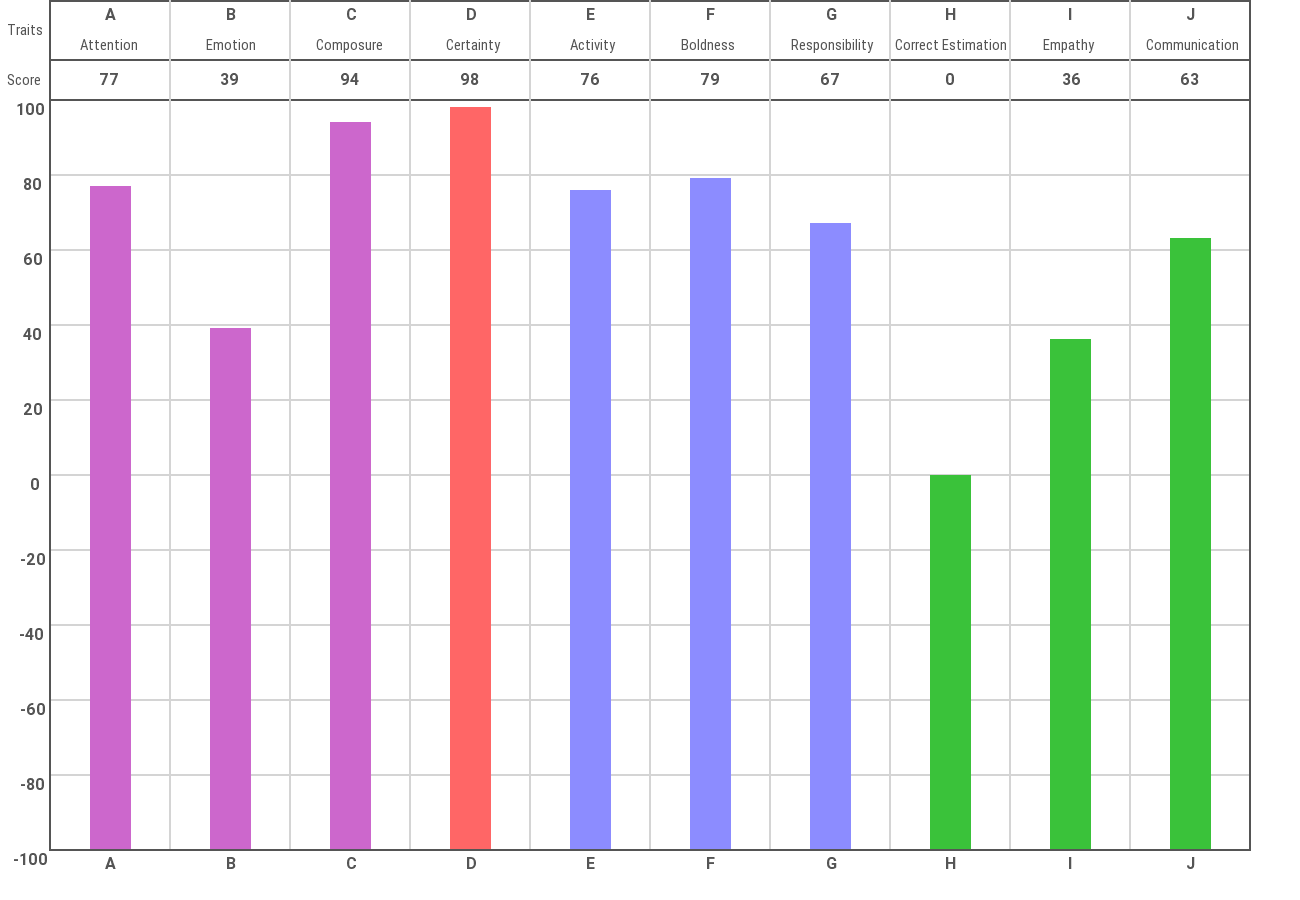 A B C D E F G H I J
Traits Attention Emotion Composure Certainty Activity Boldness Responsibility Correct Estimation Empathy Communication
Score 77 39 94 98 76 79 67 0 36 63
100
80
60
40
20
0
-20
-40
-60
-80
-100
A B C D E F G H I J